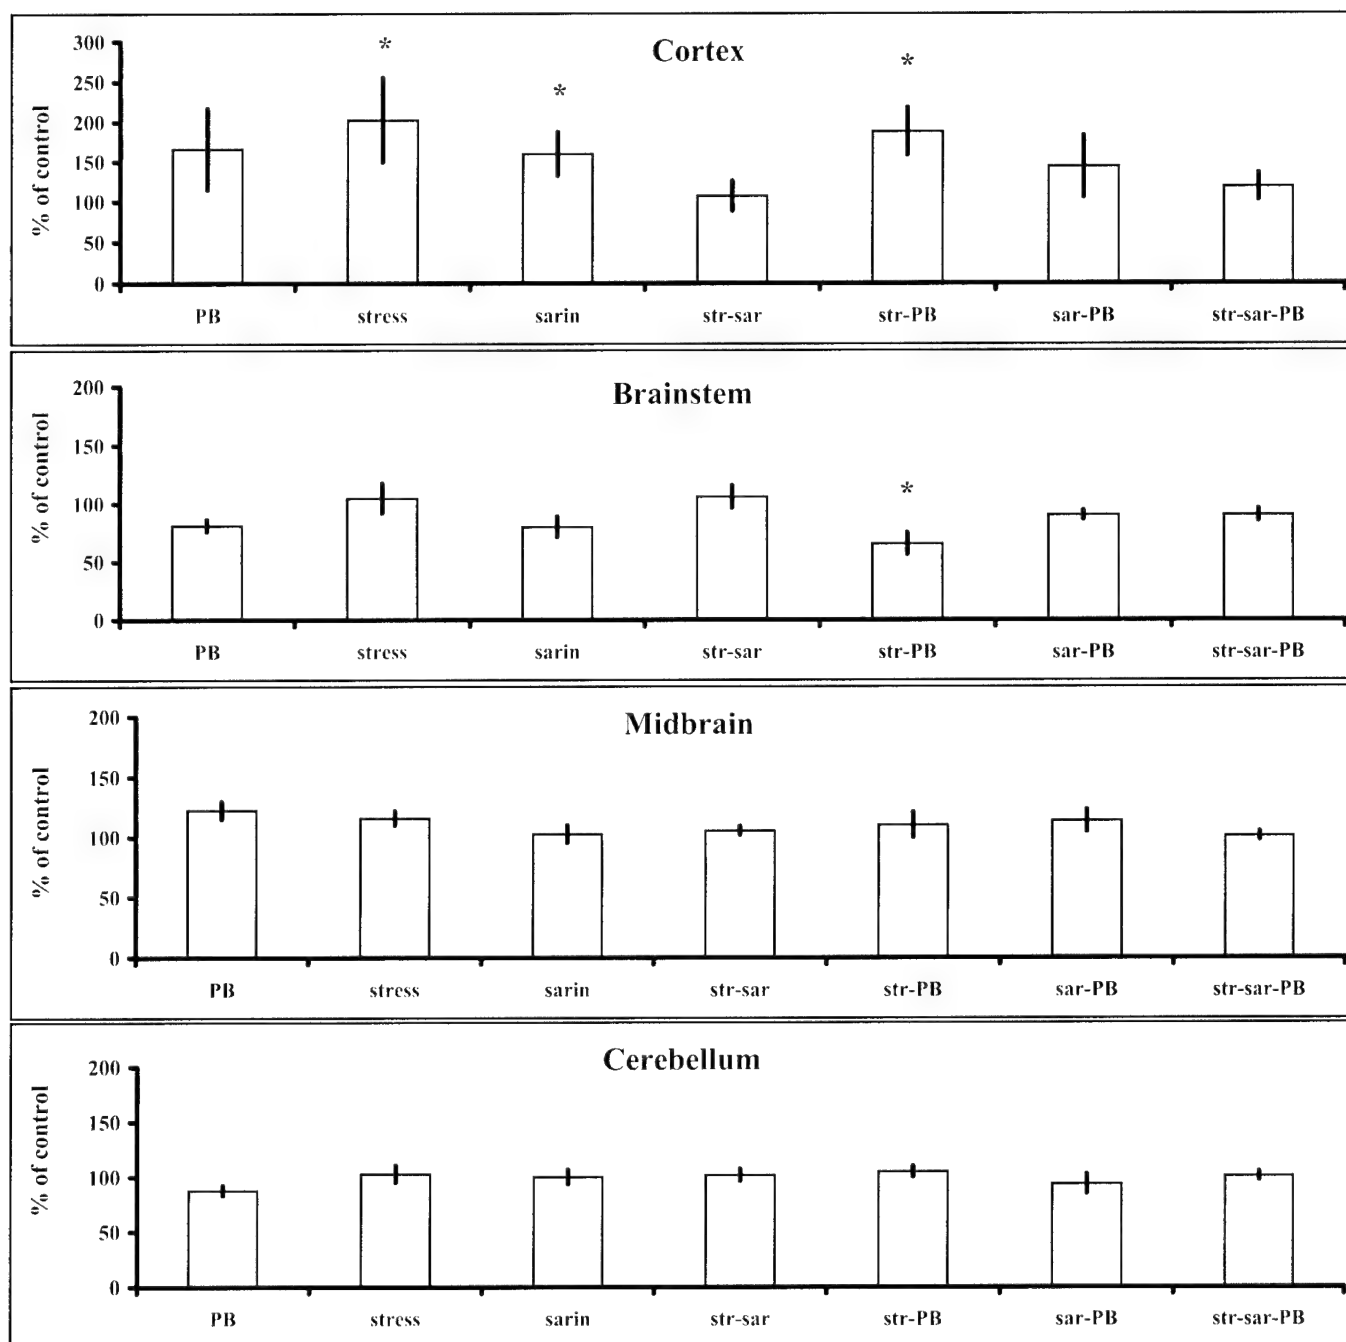 Cortex
% of control
300
250
200
150
100
50
0
* * *
PB stress sarin str-sar str-PB sar-PB str-sar-PB
Brainstem
% of control
200
150
100
50
0
*
PB stress sarin str-sar str-PB sar-PB str-sar-PB
Midbrain
% of control
200
150
100
50
0
PB stress sarin str-sar str-PB sar-PB str-sar-PB
Cerebellum
% of control
200
150
100
50
0
PB stress sarin str-sar str-PB sar-PB str-sar-PB